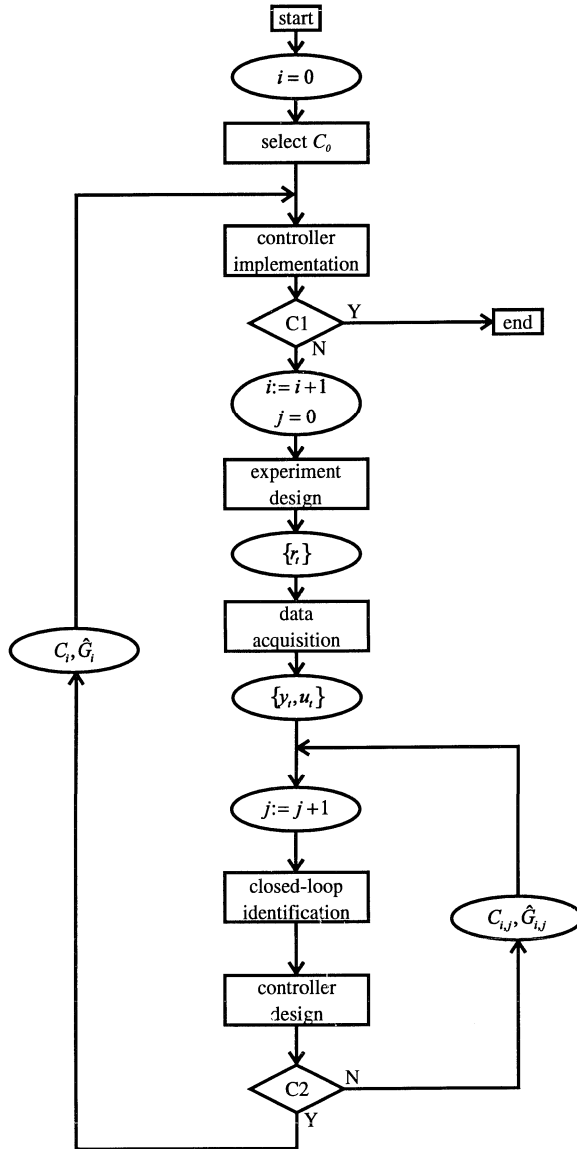 start
i = 0
select C₀
controller
implementation
C1
Y
end
N
i := i+1
j = 0
experiment
design
{rₜ}
data
acquisition
Cᵢ, Ĝᵢ
{yₜ, uₜ}
j := j+1
closed-loop
identification
Cᵢ,ⱼ, Ĝᵢ,ⱼ
controller
design
C2
N
Y